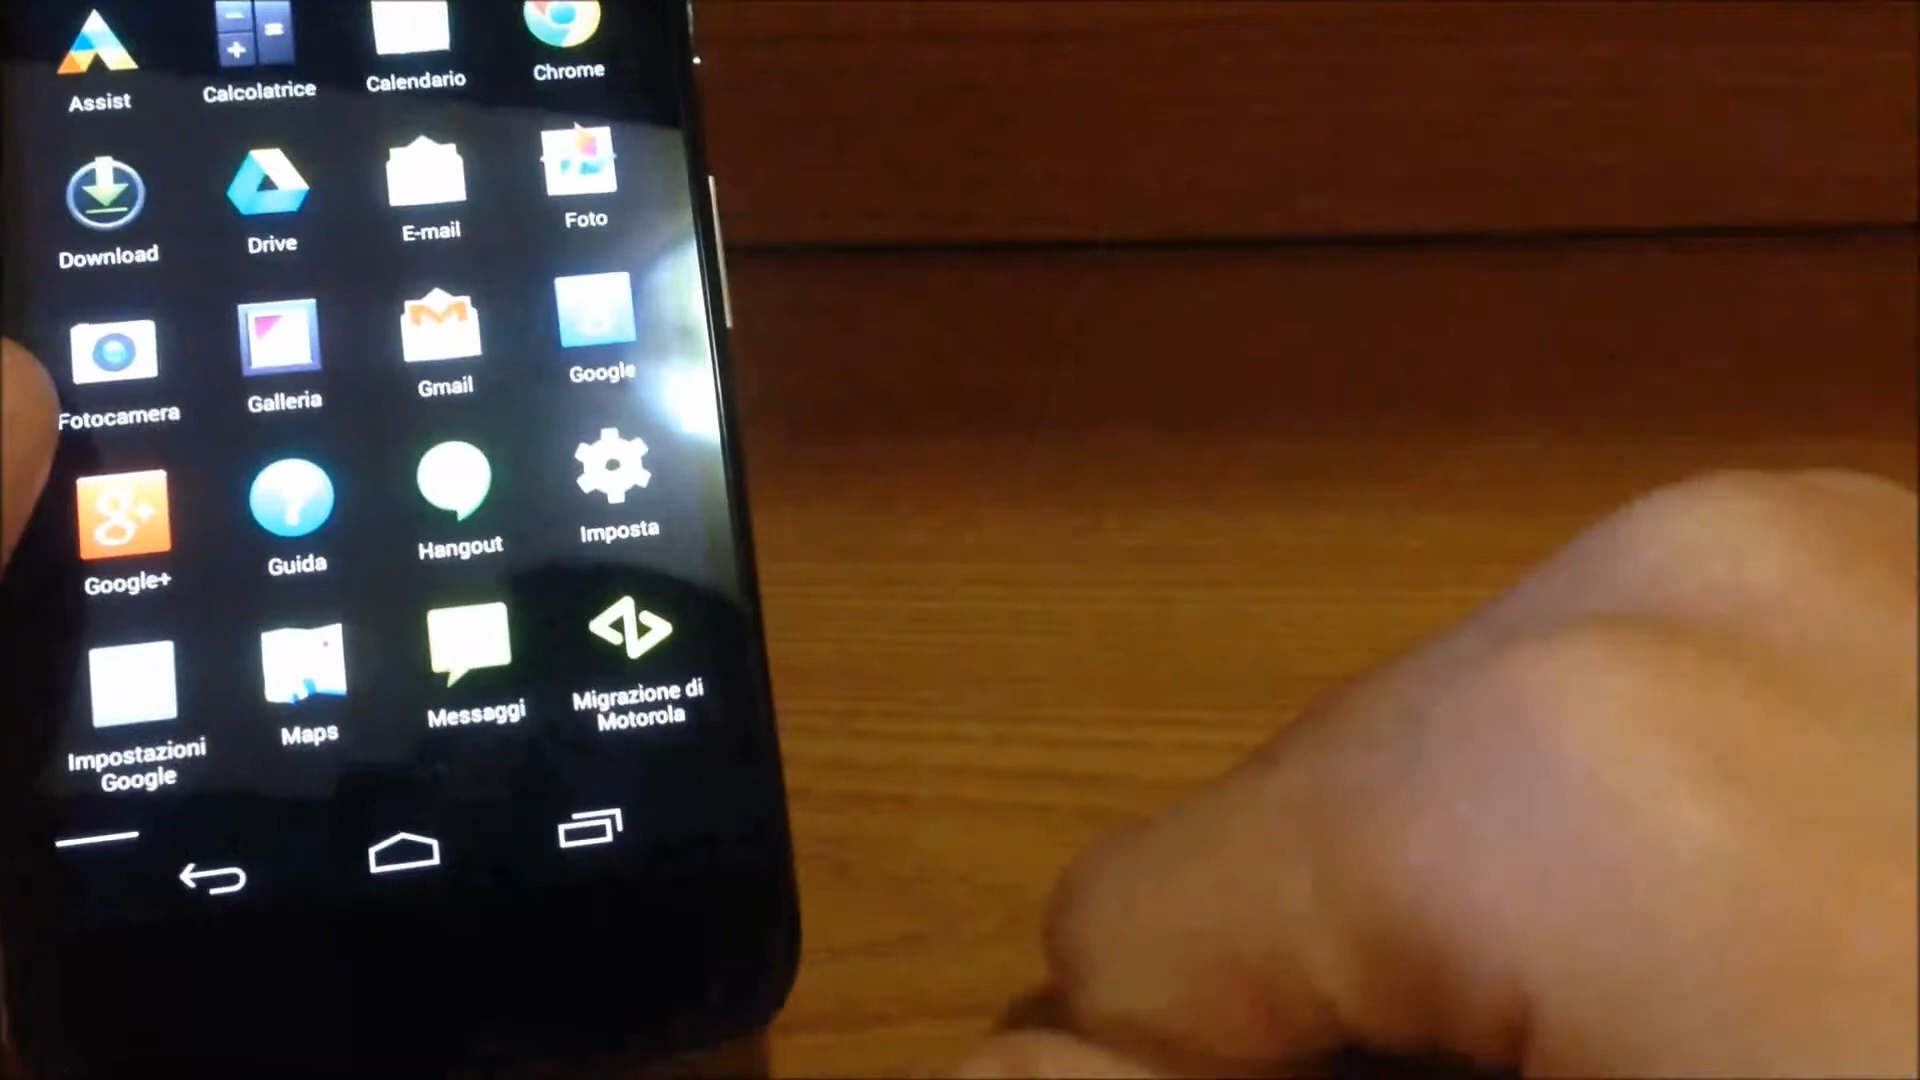 Assist
Calcolatrice
Calendario
Chrome
Download
Drive
E-mail
Foto
Fotocamera
Galleria
Gmail
Google
Google+
Guida
Hangout
Imposta
Impostazioni
Google
Maps
Messaggi
Migrazione di
Motorola